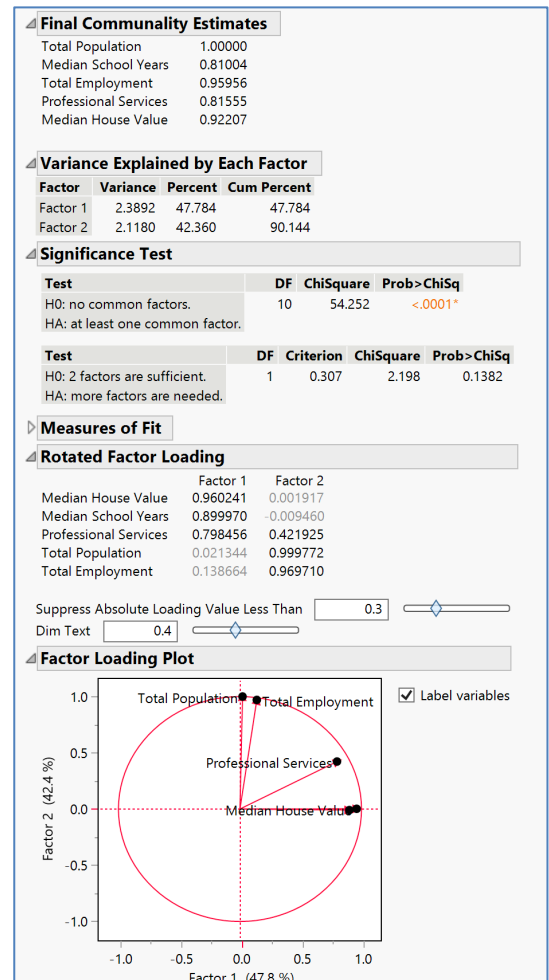 Final Communality Estimates
Total Population 1.00000
Median School Years 0.81004
Total Employment 0.95956
Professional Services 0.81555
Median House Value 0.92207
Variance Explained by Each Factor
Factor Variance Percent Cum Percent
Factor 1 2.3892 47.784 47.784
Factor 2 2.1180 42.360 90.144
Significance Test
Test DF ChiSquare Prob>ChiSq
H0: no common factors. 10 54.252 <.0001*
HA: at least one common factor.
Test DF Criterion ChiSquare Prob>ChiSq
H0: 2 factors are sufficient. 1 0.307 2.198 0.1382
HA: more factors are needed.
Measures of Fit
Rotated Factor Loading
Factor 1 Factor 2
Median House Value 0.960241 0.001917
Median School Years 0.899970 -0.009460
Professional Services 0.798456 0.421925
Total Population 0.021344 0.999772
Total Employment 0.138664 0.969710
Suppress Absolute Loading Value Less Than 0.3
Dim Text 0.4
Factor Loading Plot
Label variables
1.0
Total Population
Total Employment
0.5
Professional Services
0.0
Median House Valu
-0.5
-1.0
Factor 2 (42.4 %)
-1.0 -0.5 0.0 0.5 1.0
Factor 1 (47.8 %)